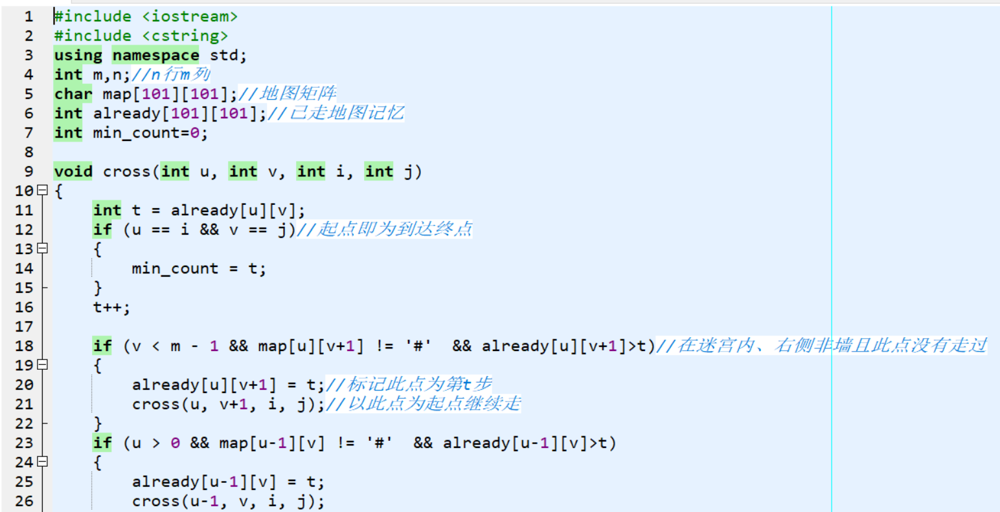 1 #include <iostream>
2 #include <cstring>
3 using namespace std;
4 int m,n;//n行m列
5 char map[101][101];//地图矩阵
6 int already[101][101];//已走地图记忆
7 int min_count=0;
8
9 void cross(int u, int v, int i, int j)
10 {
11 int t = already[u][v];
12 if (u == i && v == j)//起点即为到达终点
13 {
14 min_count = t;
15 }
16 t++;
17
18 if (v < m - 1 && map[u][v+1] != '#'  && already[u][v+1]>t)//在迷宫内、右侧非墙且此点没有走过
19 {
20 already[u][v+1] = t;//标记此点为第t步
21 cross(u, v+1, i, j);//以此点为起点继续走
22 }
23 if (u > 0 && map[u-1][v] != '#'  && already[u-1][v]>t)
24 {
25 already[u-1][v] = t;
26 cross(u-1, v, i, j);